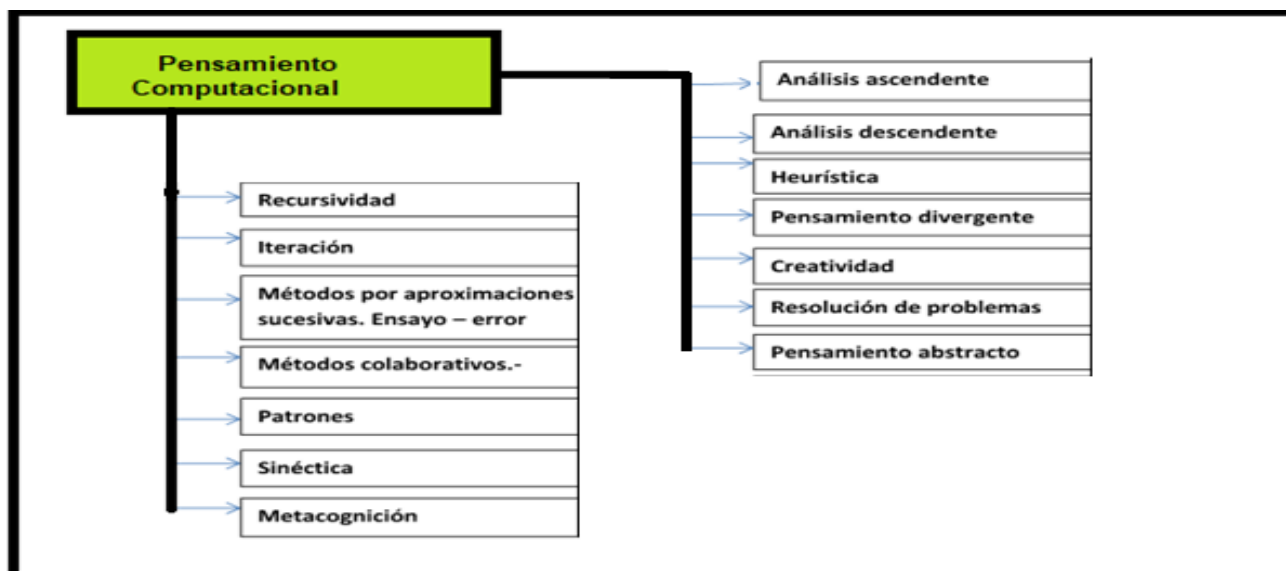 Pensamiento
Computacional
Recursividad
Iteración
Métodos por aproximaciones
sucesivas. Ensayo – error
Métodos colaborativos.-
Patrones
Sinéctica
Metacognición
Análisis ascendente
Análisis descendente
Heurística
Pensamiento divergente
Creatividad
Resolución de problemas
Pensamiento abstracto